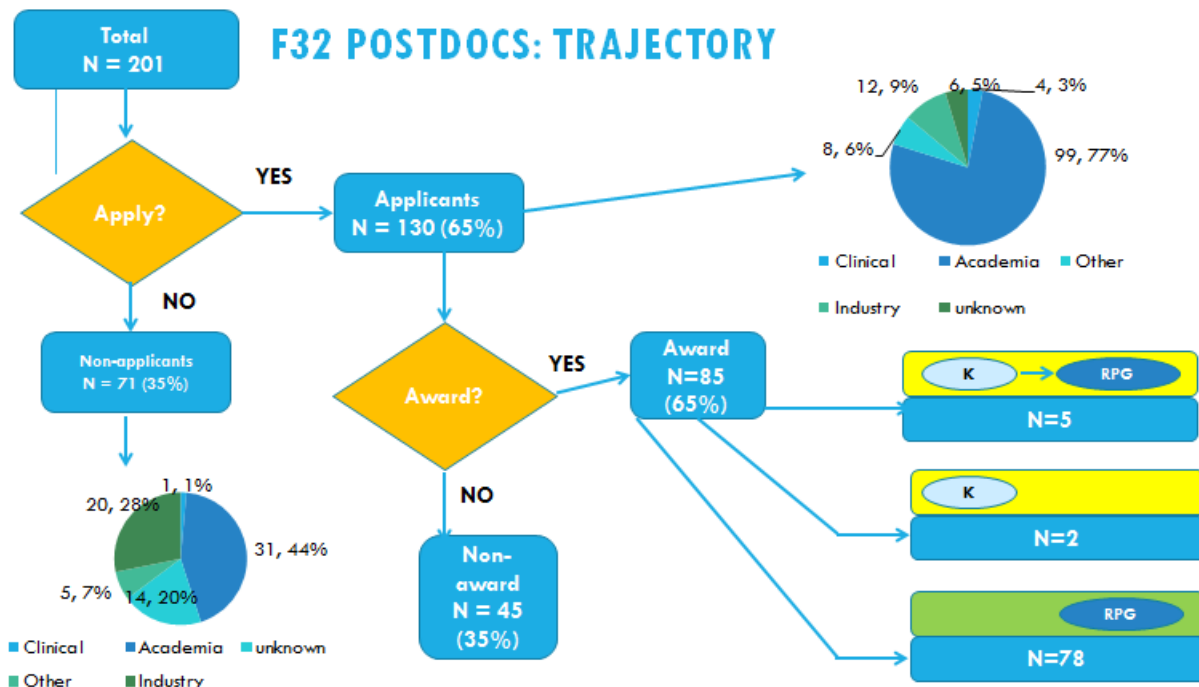 Total
N = 201
F32 POSTDOCS: TRAJECTORY
12, 9%
6, 5%
4, 3%
8, 6%
99, 77%
Clinical
Academia
Other
Industry
unknown
Apply?
YES
Applicants
N = 130 (65%)
NO
Non-applicants
N = 71 (35%)
Award?
YES
Award
N=85
(65%)
K
RPG
N=5
K
N=2
RPG
N=78
NO
Non-
award
N = 45
(35%)
1, 1%
20, 28%
31, 44%
5, 7%
14, 20%
Clinical
Academia
unknown
Other
Industry